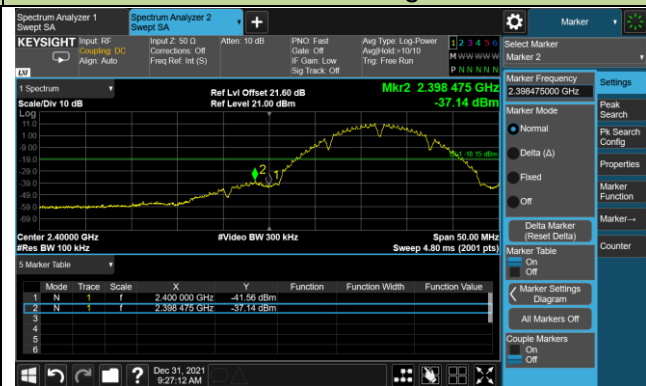 Spectrum Analyzer 1
Swept SA
Spectrum Analyzer 2
Swept SA
+
Marker
KEYSIGHT
LXI
Input: RF
Coupling: DC
Align: Auto
Input Z: 50 Ω
Corrections: Off
Freq Ref: Int (S)
Atten: 10 dB
PNO: Fast
Gate: Off
IF Gain: Low
Sig Track: Off
Avg Type: Log-Power
Avg|Hold:>10/10
Trig: Free Run
1 2 3 4 5 6
M W W W W W
P N N N N N
Select Marker
Marker 2
1 Spectrum
Scale/Div 10 dB
Log
Ref Lvl Offset 21.60 dB
Ref Level 21.00 dBm
Mkr2 2.398 475 GHz
-37.14 dBm
11.0
1.00
-9.00
-19.0
-29.0
-39.0
-49.0
-59.0
-69.0
2
1
Center 2.40000 GHz
#Res BW 100 kHz
#Video BW 300 kHz
Span 50.00 MHz
Sweep 4.80 ms (2001 pts)
5 Marker Table
Mode Trace Scale X Y Function Function Width Function Value
1 N 1 f 2.400 000 GHz -41.56 dBm
2 N 1 f 2.398 475 GHz -37.14 dBm
3
4
5
6
Marker Frequency
2.398475000 GHz
Marker Mode
Normal
Delta (Δ)
Fixed
Off
Delta Marker
(Reset Delta)
Marker Table
On
Off
Marker Settings
Diagram
All Markers Off
Couple Markers
On
Off
Settings
Peak
Search
Pk Search
Config
Properties
Marker
Function
Marker→
Counter
?
Dec 31, 2021
9:27:12 AM